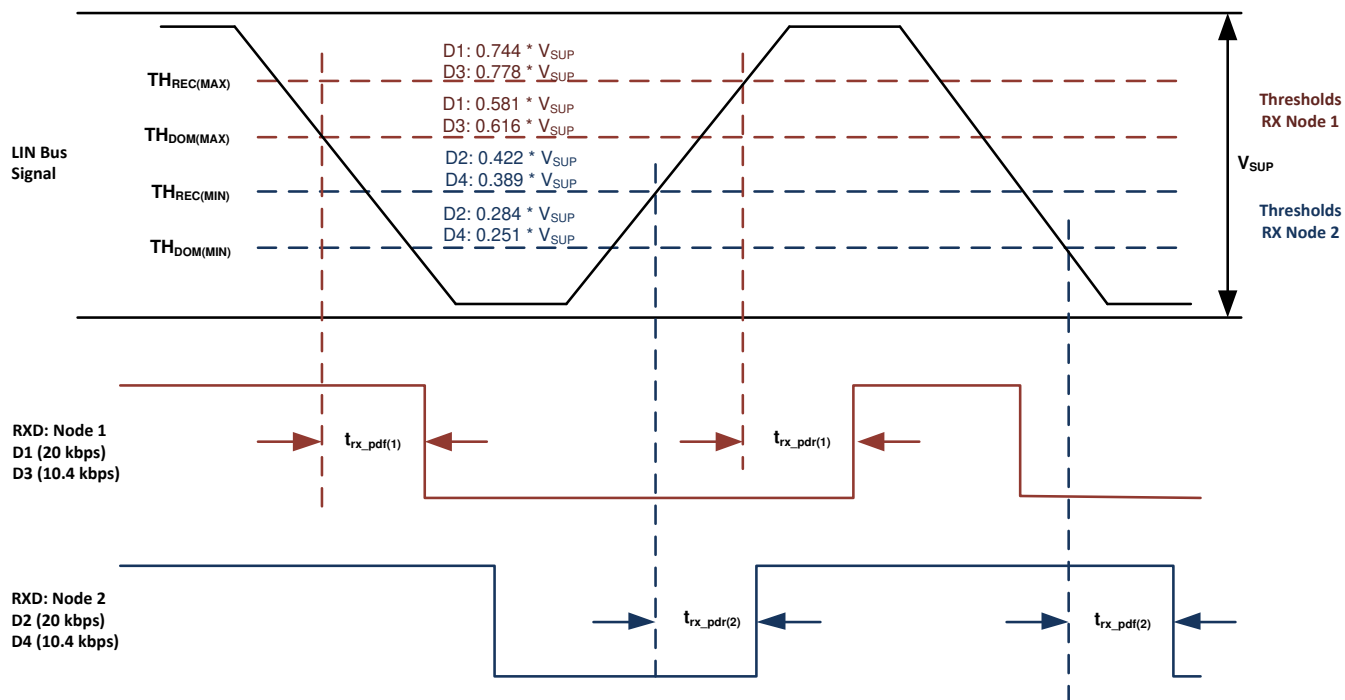 D1: 0.744 * VSUP
D3: 0.778 * VSUP
THREC(MAX)
D1: 0.581 * VSUP
D3: 0.616 * VSUP
THDOM(MAX)
Thresholds
RX Node 1
LIN Bus
Signal
D2: 0.422 * VSUP
D4: 0.389 * VSUP
THREC(MIN)
VSUP
D2: 0.284 * VSUP
D4: 0.251 * VSUP
THDOM(MIN)
Thresholds
RX Node 2
RXD: Node 1
D1 (20 kbps)
D3 (10.4 kbps)
trx_pdf(1)
trx_pdr(1)
RXD: Node 2
D2 (20 kbps)
D4 (10.4 kbps)
trx_pdr(2)
trx_pdf(2)